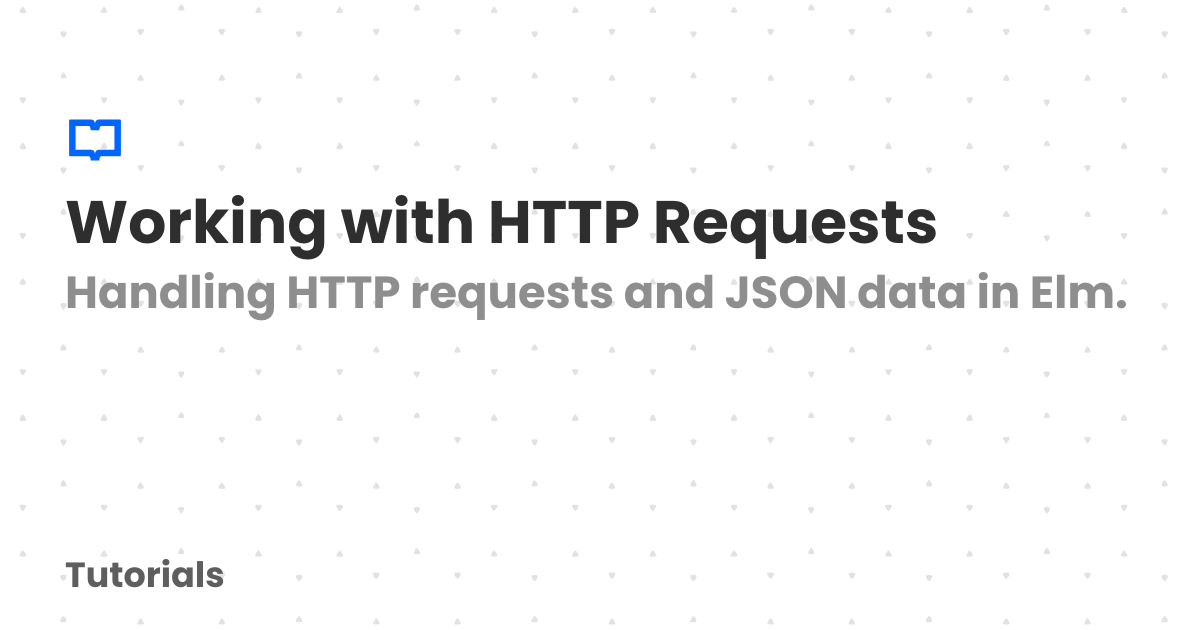 Working with HTTP Requests
Handling HTTP requests and JSON data in Elm.
Tutorials